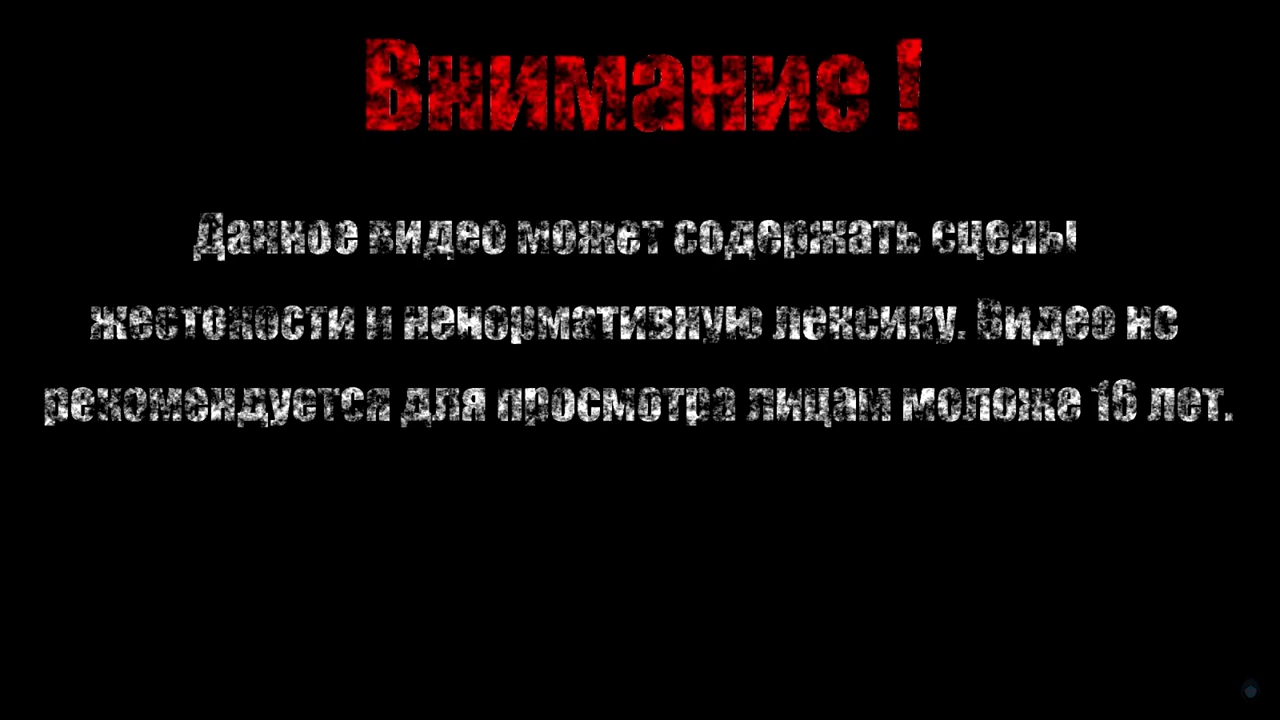 Внимание !
Данное видео может содержать сцены
жестокости и ненормативную лексику. Видео не
рекомендуется для просмотра лицам моложе 16 лет.